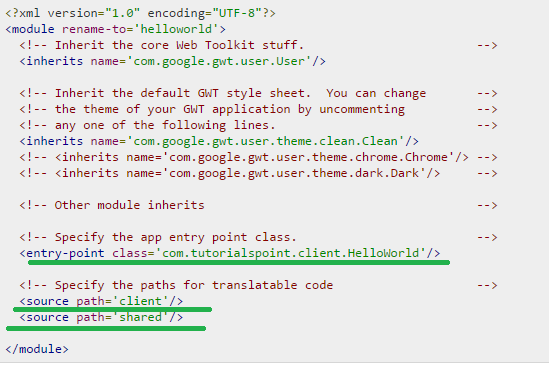 <?xml version="1.0" encoding="UTF-8"?>
<module rename-to='helloworld'>
<!-- Inherit the core Web Toolkit stuff. -->
<inherits name='com.google.gwt.user.User'/>
<!-- Inherit the default GWT style sheet. You can change -->
<!-- the theme of your GWT application by uncommenting -->
<!-- any one of the following lines. -->
<inherits name='com.google.gwt.user.theme.clean.Clean'/>
<!-- <inherits name='com.google.gwt.user.theme.chrome.Chrome'/> -->
<!-- <inherits name='com.google.gwt.user.theme.dark.Dark'/> -->
<!-- Other module inherits -->
<!-- Specify the app entry point class. -->
<entry-point class='com.tutorialspoint.client.HelloWorld'/>
<!-- Specify the paths for translatable code -->
<source path='client'/>
<source path='shared'/>
</module>